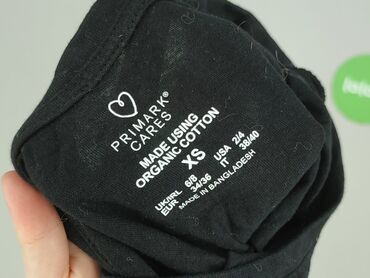 PRIMARK®
CARES
MADE USING
ORGANIC COTTON
XS
UK/IRL 6/8 USA 2/4
EUR 34/36 IT 38/40
MADE IN BANGLADESH